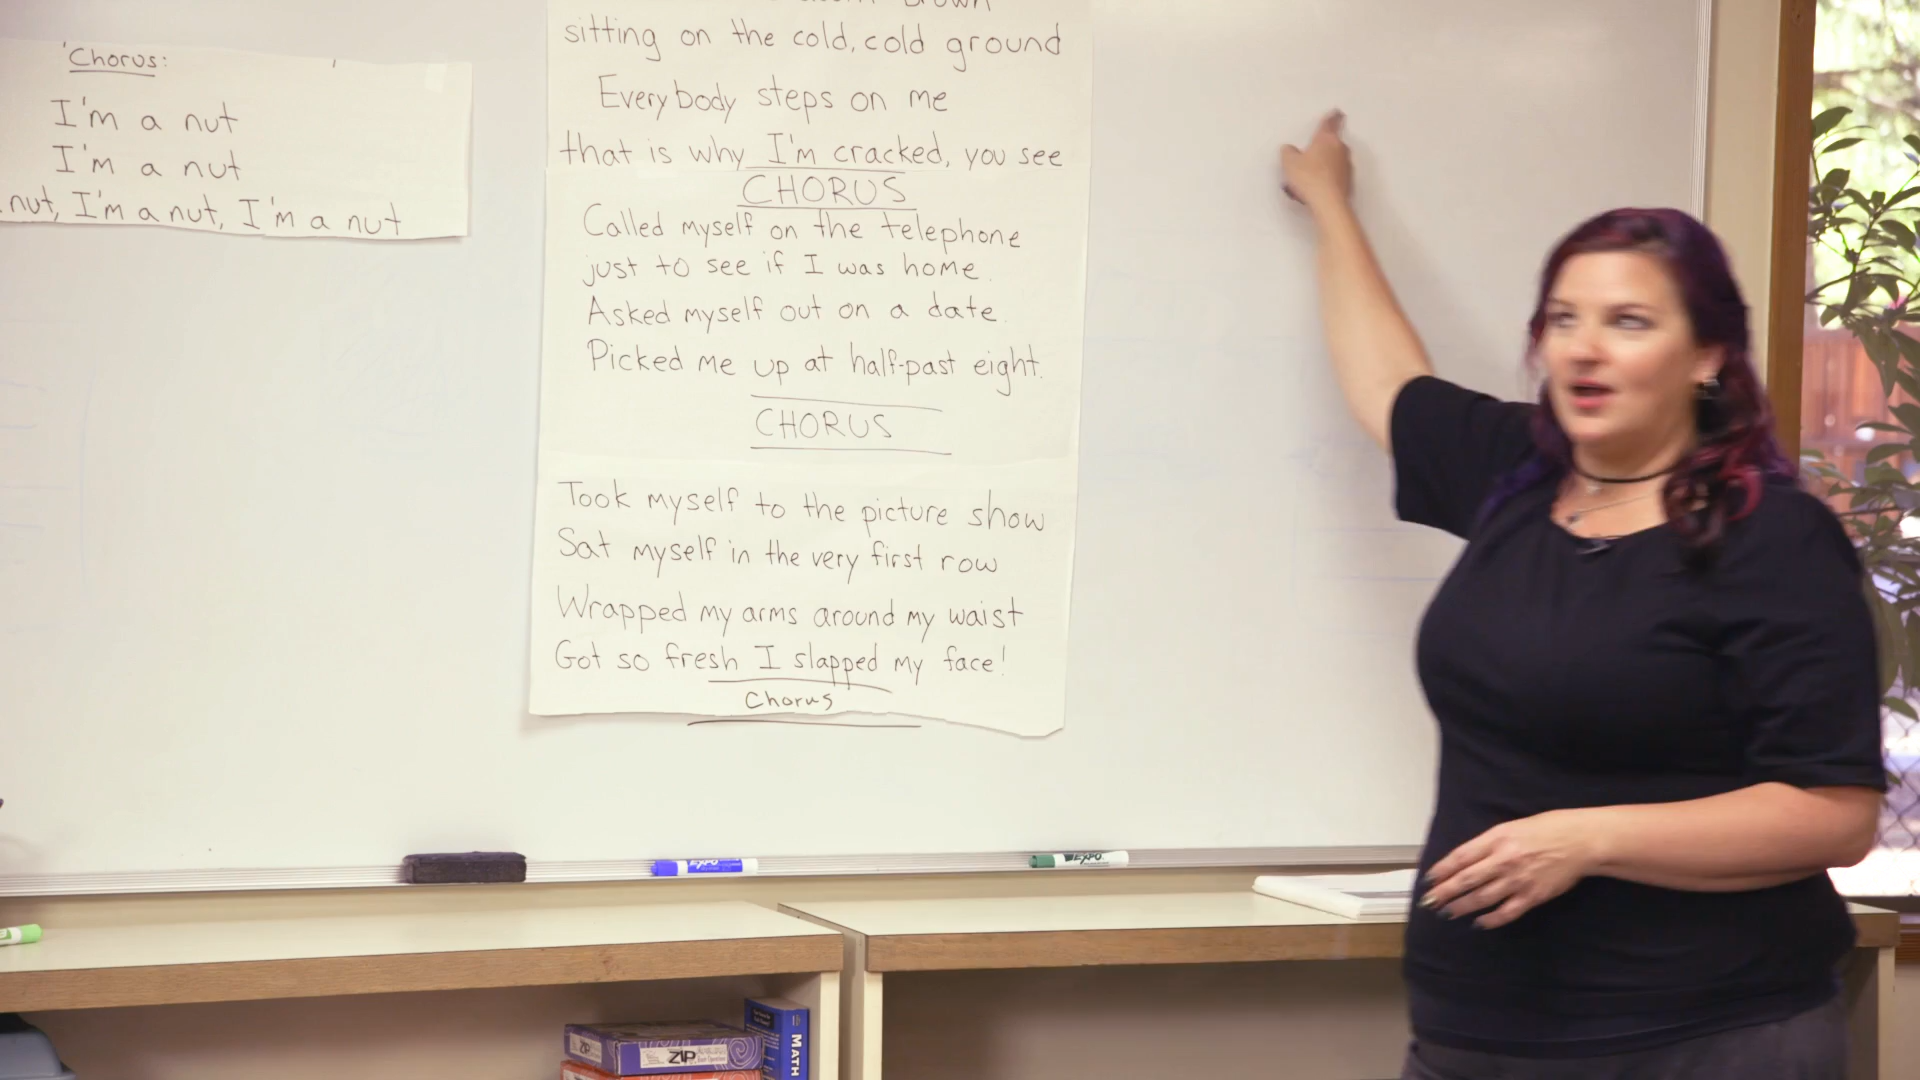 Chorus:
I'm a nut
I'm a nut
nut, I'm a nut, I'm a nut
Brown
sitting on the cold, cold ground
Everybody steps on me
that is why I'm cracked, you see
CHORUS
Called myself on the telephone
just to see if I was home.
Asked myself out on a date.
Picked me up at half-past eight.
CHORUS
Took myself to the picture show
Sat myself in the very first row
Wrapped my arms around my waist
Got so fresh I slapped my face!
Chorus
EXPO
EXPO
ZIP
ZIP
MATH